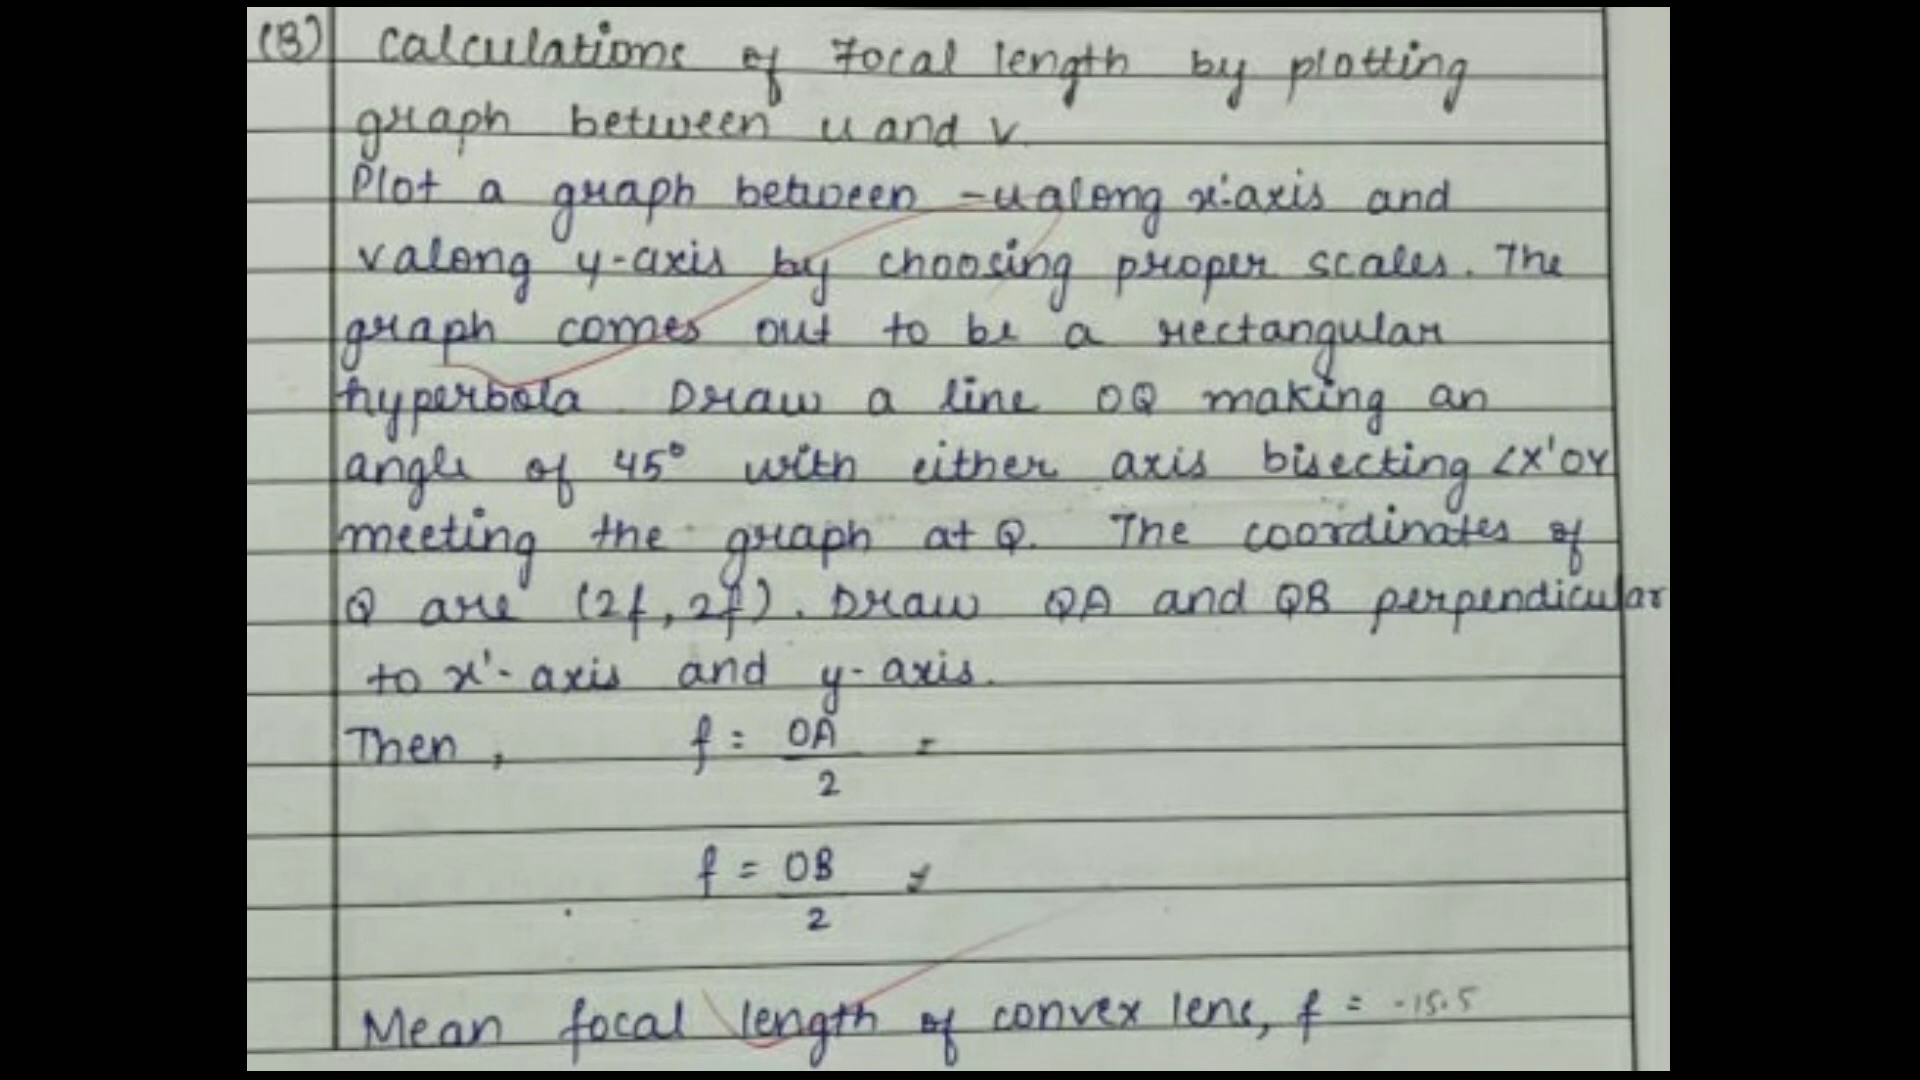 (B) Calculations of Focal length by plotting
graph between u and v.
Plot a graph between -u along x'axis and
v along y-axis by choosing proper scales. The
graph comes out to be a rectangular
hyperbola. Draw a line OQ making an
angle of 45° with either axis bisecting <X'OY
meeting the graph at Q. The coordinates of
Q are (2f, 2f). Draw QA and QB perpendicular
to x'-axis and y-axis.
Then, f = OA/2 =
f = OB/2 =
Mean focal length of convex lens, f = -15.5